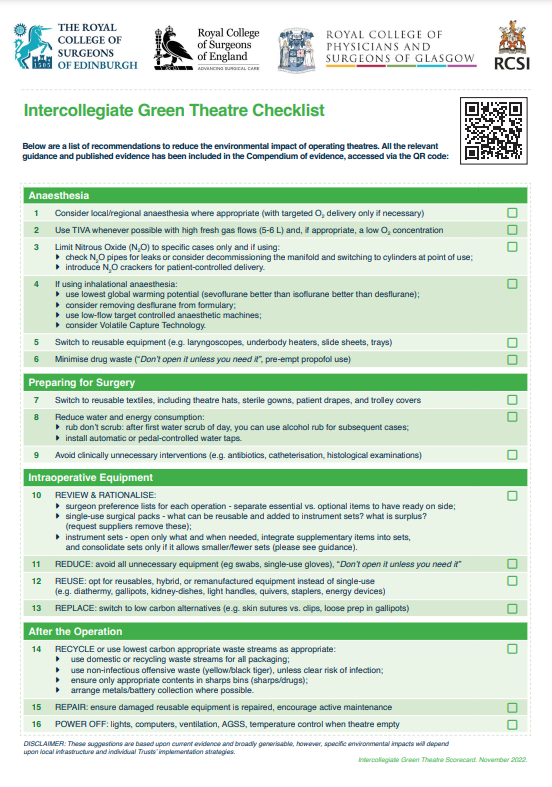 THE ROYAL
COLLEGE OF
SURGEONS
OF EDINBURGH
1505
Royal College
of Surgeons
of England
ADVANCING SURGICAL CARE
ROYAL COLLEGE OF
PHYSICIANS AND
SURGEONS OF GLASGOW
RCSI
Intercollegiate Green Theatre Checklist
Below are a list of recommendations to reduce the environmental impact of operating theatres. All the relevant
guidance and published evidence has been included in the Compendium of evidence, accessed via the QR code:
Anaesthesia
1 Consider local/regional anaesthesia where appropriate (with targeted O₂ delivery only if necessary)
2 Use TIVA whenever possible with high fresh gas flows (5-6 L) and, if appropriate, a low O₂ concentration
3 Limit Nitrous Oxide (N₂O) to specific cases only and if using:
check N₂O pipes for leaks or consider decommissioning the manifold and switching to cylinders at point of use;
introduce N₂O crackers for patient-controlled delivery.
4 If using inhalational anaesthesia:
use lowest global warming potential (sevoflurane better than isoflurane better than desflurane);
consider removing desflurane from formulary;
use low-flow target controlled anaesthetic machines;
consider Volatile Capture Technology.
5 Switch to reusable equipment (e.g. laryngoscopes, underbody heaters, slide sheets, trays)
6 Minimise drug waste (“Don’t open it unless you need it”, pre-empt propofol use)
Preparing for Surgery
7 Switch to reusable textiles, including theatre hats, sterile gowns, patient drapes, and trolley covers
8 Reduce water and energy consumption:
rub don’t scrub: after first water scrub of day, you can use alcohol rub for subsequent cases;
install automatic or pedal-controlled water taps.
9 Avoid clinically unnecessary interventions (e.g. antibiotics, catheterisation, histological examinations)
Intraoperative Equipment
10 REVIEW & RATIONALISE:
surgeon preference lists for each operation - separate essential vs. optional items to have ready on side;
single-use surgical packs - what can be reusable and added to instrument sets? what is surplus?
(request suppliers remove these);
instrument sets - open only what and when needed, integrate supplementary items into sets,
and consolidate sets only if it allows smaller/fewer sets (please see guidance).
11 REDUCE: avoid all unnecessary equipment (eg swabs, single-use gloves), “Don’t open it unless you need it”
12 REUSE: opt for reusables, hybrid, or remanufactured equipment instead of single-use
(e.g. diathermy, gallipots, kidney-dishes, light handles, quivers, staplers, energy devices)
13 REPLACE: switch to low carbon alternatives (e.g. skin sutures vs. clips, loose prep in gallipots)
After the Operation
14 RECYCLE or use lowest carbon appropriate waste streams as appropriate:
use domestic or recycling waste streams for all packaging;
use non-infectious offensive waste (yellow/black tiger), unless clear risk of infection;
ensure only appropriate contents in sharps bins (sharps/drugs);
arrange metals/battery collection where possible.
15 REPAIR: ensure damaged reusable equipment is repaired, encourage active maintenance
16 POWER OFF: lights, computers, ventilation, AGSS, temperature control when theatre empty
DISCLAIMER: These suggestions are based upon current evidence and broadly generisable, however, specific environmental impacts will depend
upon local infrastructure and individual Trusts’ implementation strategies.
Intercollegiate Green Theatre Scorecard. November 2022.